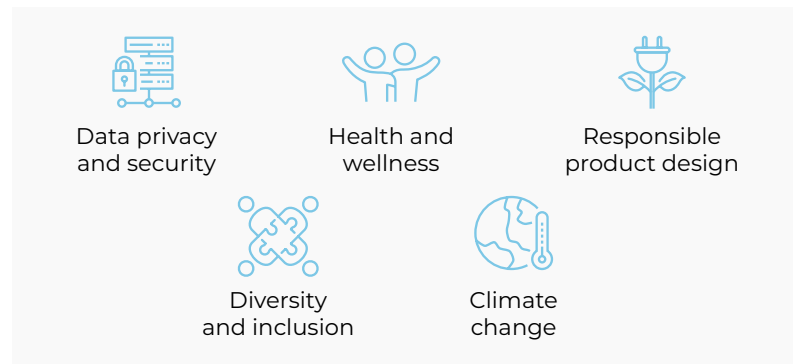 Data privacy
and security
Health and
wellness
Responsible
product design
Diversity
and inclusion
Climate
change